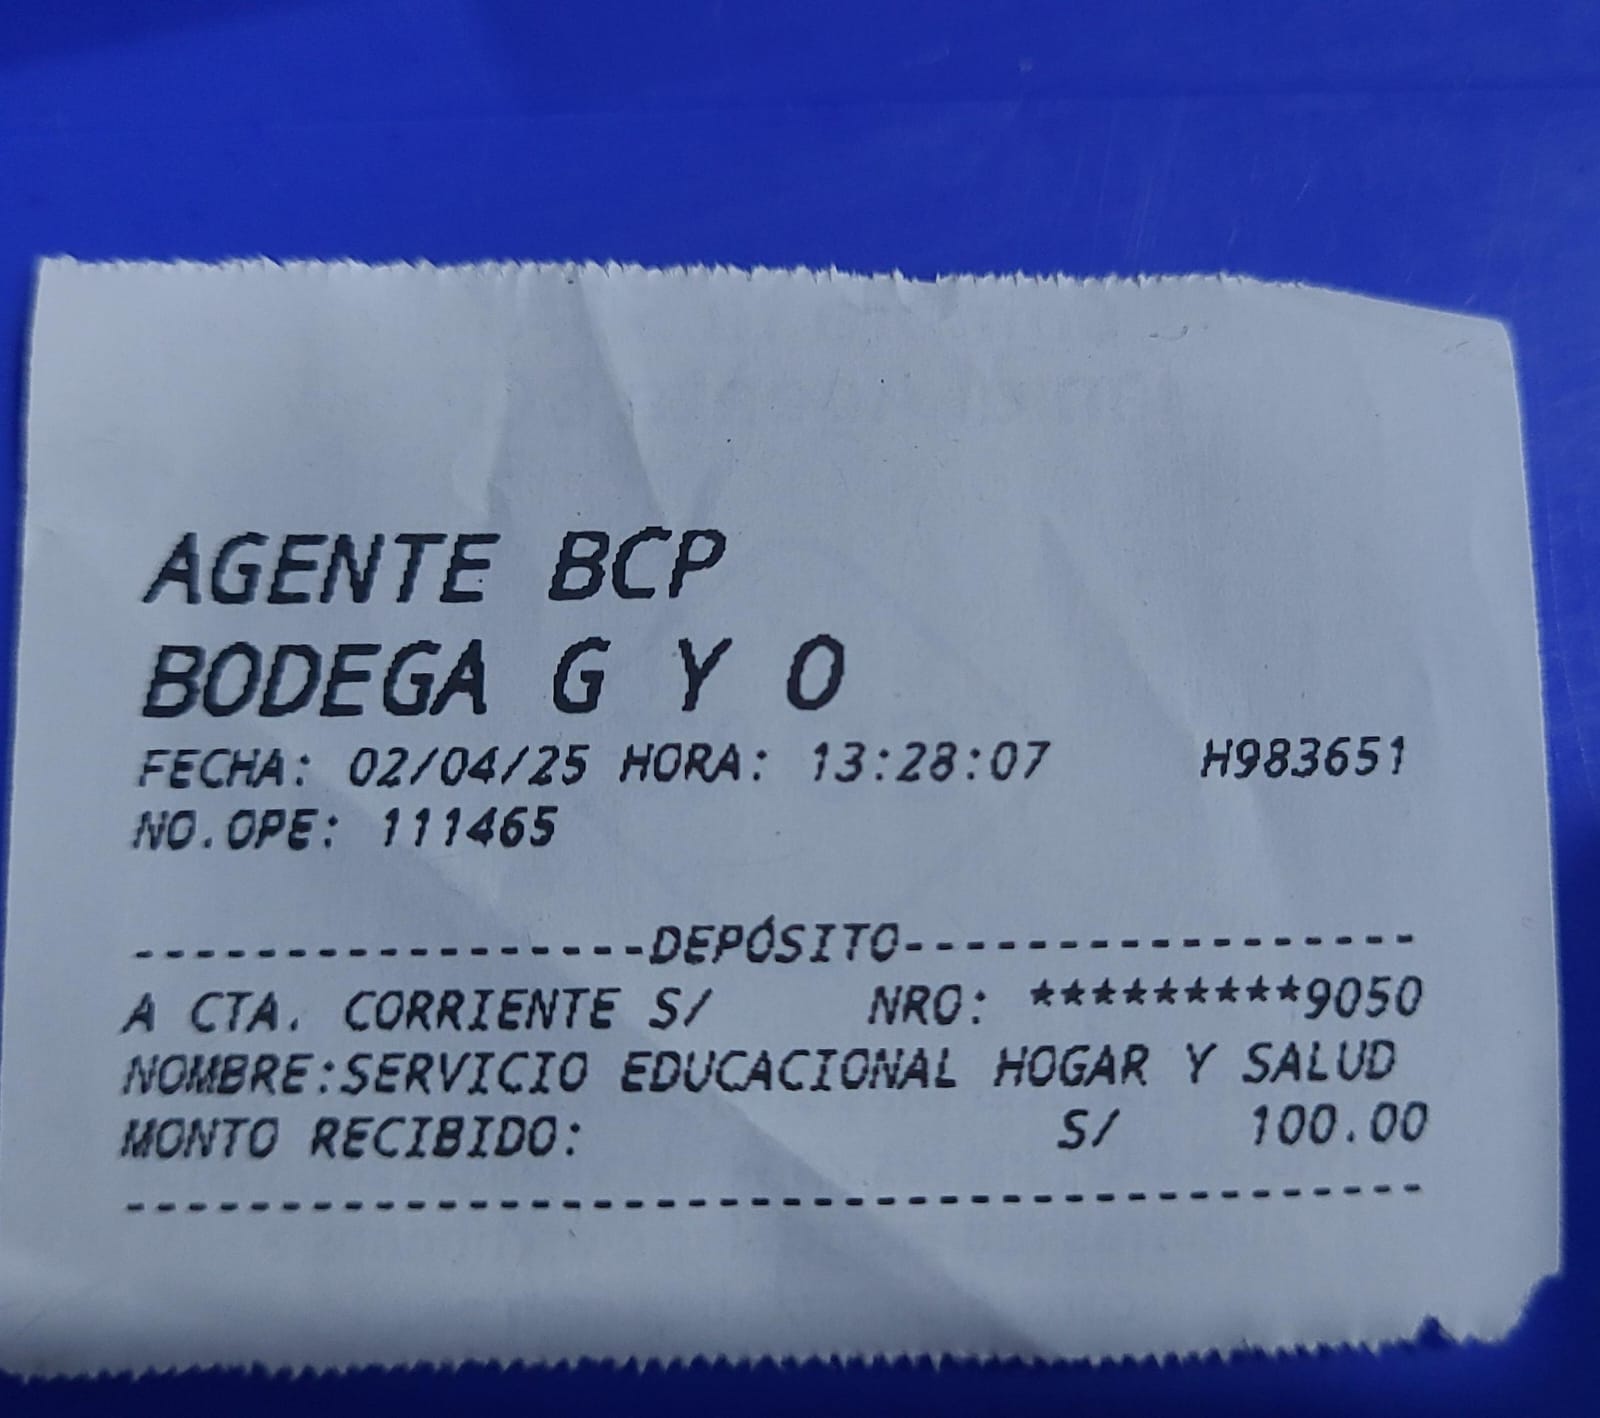 AGENTE BCP
BODEGA G Y O
FECHA: 02/04/25 HORA: 13:28:07 H983651
NO.OPE: 111465
-----------------DEPÓSITO-----------------
A CTA. CORRIENTE S/ NRO: *********9050
NOMBRE:SERVICIO EDUCACIONAL HOGAR Y SALUD
MONTO RECIBIDO: S/ 100.00
------------------------------------------